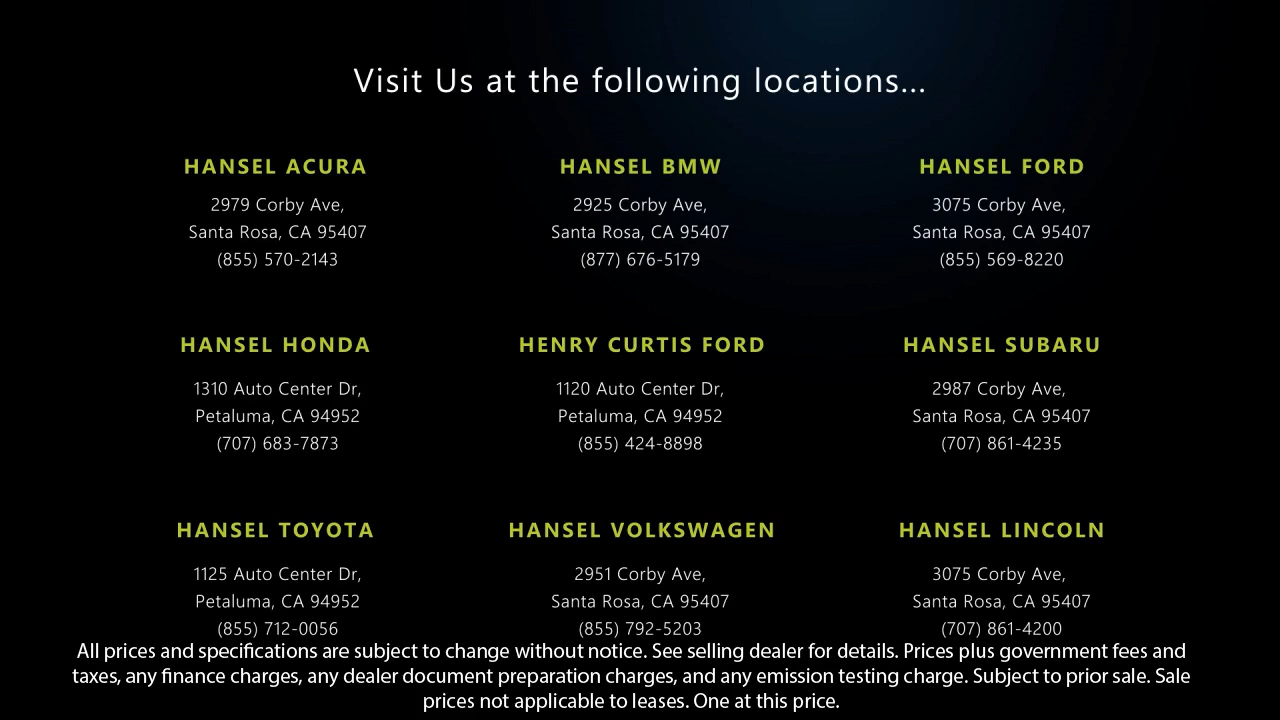 Visit Us at the following locations...
HANSEL ACURA
2979 Corby Ave,
Santa Rosa, CA 95407
(855) 570-2143
HANSEL BMW
2925 Corby Ave,
Santa Rosa, CA 95407
(877) 676-5179
HANSEL FORD
3075 Corby Ave,
Santa Rosa, CA 95407
(855) 569-8220
HANSEL HONDA
1310 Auto Center Dr,
Petaluma, CA 94952
(707) 683-7873
HENRY CURTIS FORD
1120 Auto Center Dr,
Petaluma, CA 94952
(855) 424-8898
HANSEL SUBARU
2987 Corby Ave,
Santa Rosa, CA 95407
(707) 861-4235
HANSEL TOYOTA
1125 Auto Center Dr,
Petaluma, CA 94952
(855) 712-0056
HANSEL VOLKSWAGEN
2951 Corby Ave,
Santa Rosa, CA 95407
(855) 792-5203
HANSEL LINCOLN
3075 Corby Ave,
Santa Rosa, CA 95407
(707) 861-4200
All prices and specifications are subject to change without notice. See selling dealer for details. Prices plus government fees and
taxes, any finance charges, any dealer document preparation charges, and any emission testing charge. Subject to prior sale. Sale
prices not applicable to leases. One at this price.